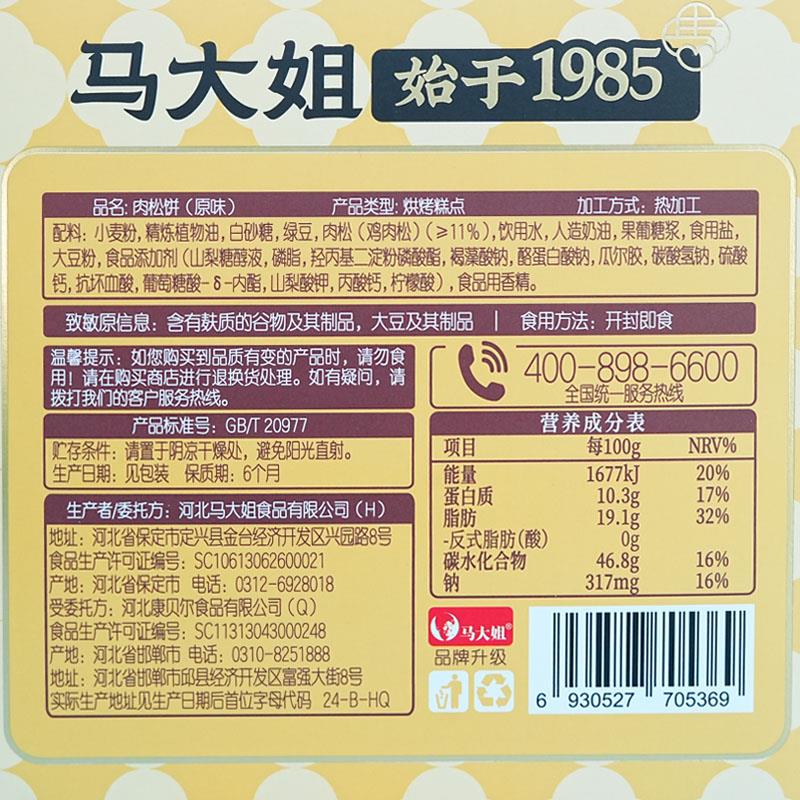 马大姐 始于1985
品名: 肉松饼（原味） 产品类型: 烘烤糕点 加工方式: 热加工
配料: 小麦粉, 精炼植物油, 白砂糖, 绿豆, 肉松（鸡肉松）(≥11%), 饮用水, 人造奶油, 果葡糖浆, 食用盐,
大豆粉, 食品添加剂（山梨糖醇液, 磷脂, 羟丙基二淀粉磷酸酯, 褐藻酸钠, 酪蛋白酸钠, 瓜尔胶, 碳酸氢钠, 硫酸
钙, 抗坏血酸, 葡萄糖酸-δ-内酯, 山梨酸钾, 丙酸钙, 柠檬酸）, 食品用香精。
致敏原信息: 含有麸质的谷物及其制品, 大豆及其制品 | 食用方法: 开封即食
温馨提示: 如您购买到品质有变的产品时, 请勿食
用! 请在购买商店进行退换货处理。如有疑问, 请
拨打我们的客户服务热线。
400-898-6600
全国统一服务热线
产品标准号: GB/T 20977
贮存条件: 请置于阴凉干燥处, 避免阳光直射。
生产日期: 见包装 保质期: 6个月
生产者/委托方: 河北马大姐食品有限公司（H）
地址: 河北省保定市定兴县金台经济开发区兴园路8号
食品生产许可证编号: SC10613062600021
产地: 河北省保定市 电话: 0312-6928018
受委托方: 河北康贝尔食品有限公司（Q）
食品生产许可证编号: SC11313043000248
产地: 河北省邯郸市 电话: 0310-8251888
地址: 河北省邯郸市邱县经济开发区富强大街8号
实际生产地址见生产日期后首位字母代码 24-B-HQ
营养成分表
项目 每100g NRV%
能量 1677kJ 20%
蛋白质 10.3g 17%
脂肪 19.1g 32%
-反式脂肪(酸) 0g
碳水化合物 46.8g 16%
钠 317mg 16%
马大姐®
品牌升级
6 930527 705369